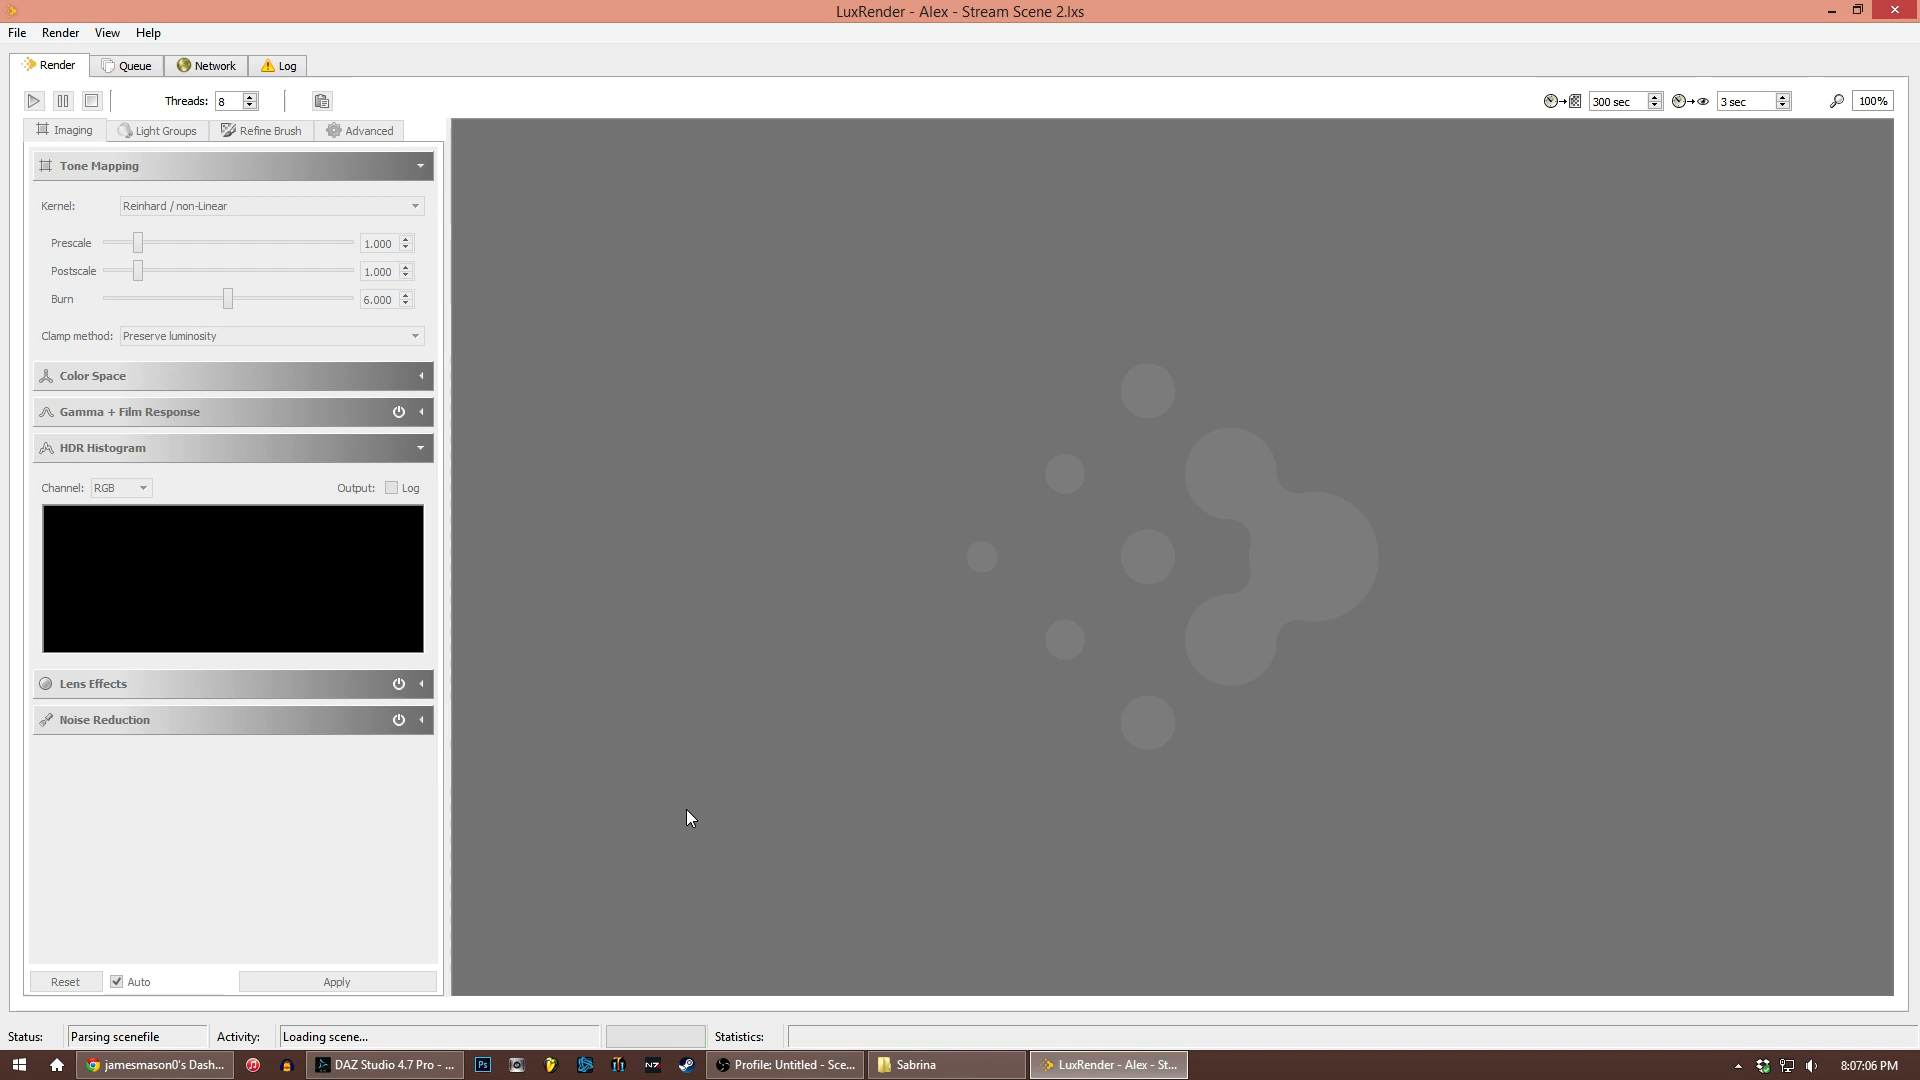 LuxRender - Alex - Stream Scene 2.lxs
File Render View Help
Render Queue Network Log
Threads: 8 300 sec 3 sec 100%
Imaging Light Groups Refine Brush Advanced
Tone Mapping
Kernel: Reinhard / non-Linear
Prescale 1.000
Postscale 1.000
Burn 6.000
Clamp method: Preserve luminosity
Color Space
Gamma + Film Response
HDR Histogram
Channel: RGB Output: Log
Lens Effects
Noise Reduction
Reset Auto Apply
Status: Parsing scenefile Activity: Loading scene... Statistics:
jamesmason0's Dash... DAZ Studio 4.7 Pro - ... Ps N7 Profile: Untitled - Sce... Sabrina LuxRender - Alex - St... 8:07:06 PM